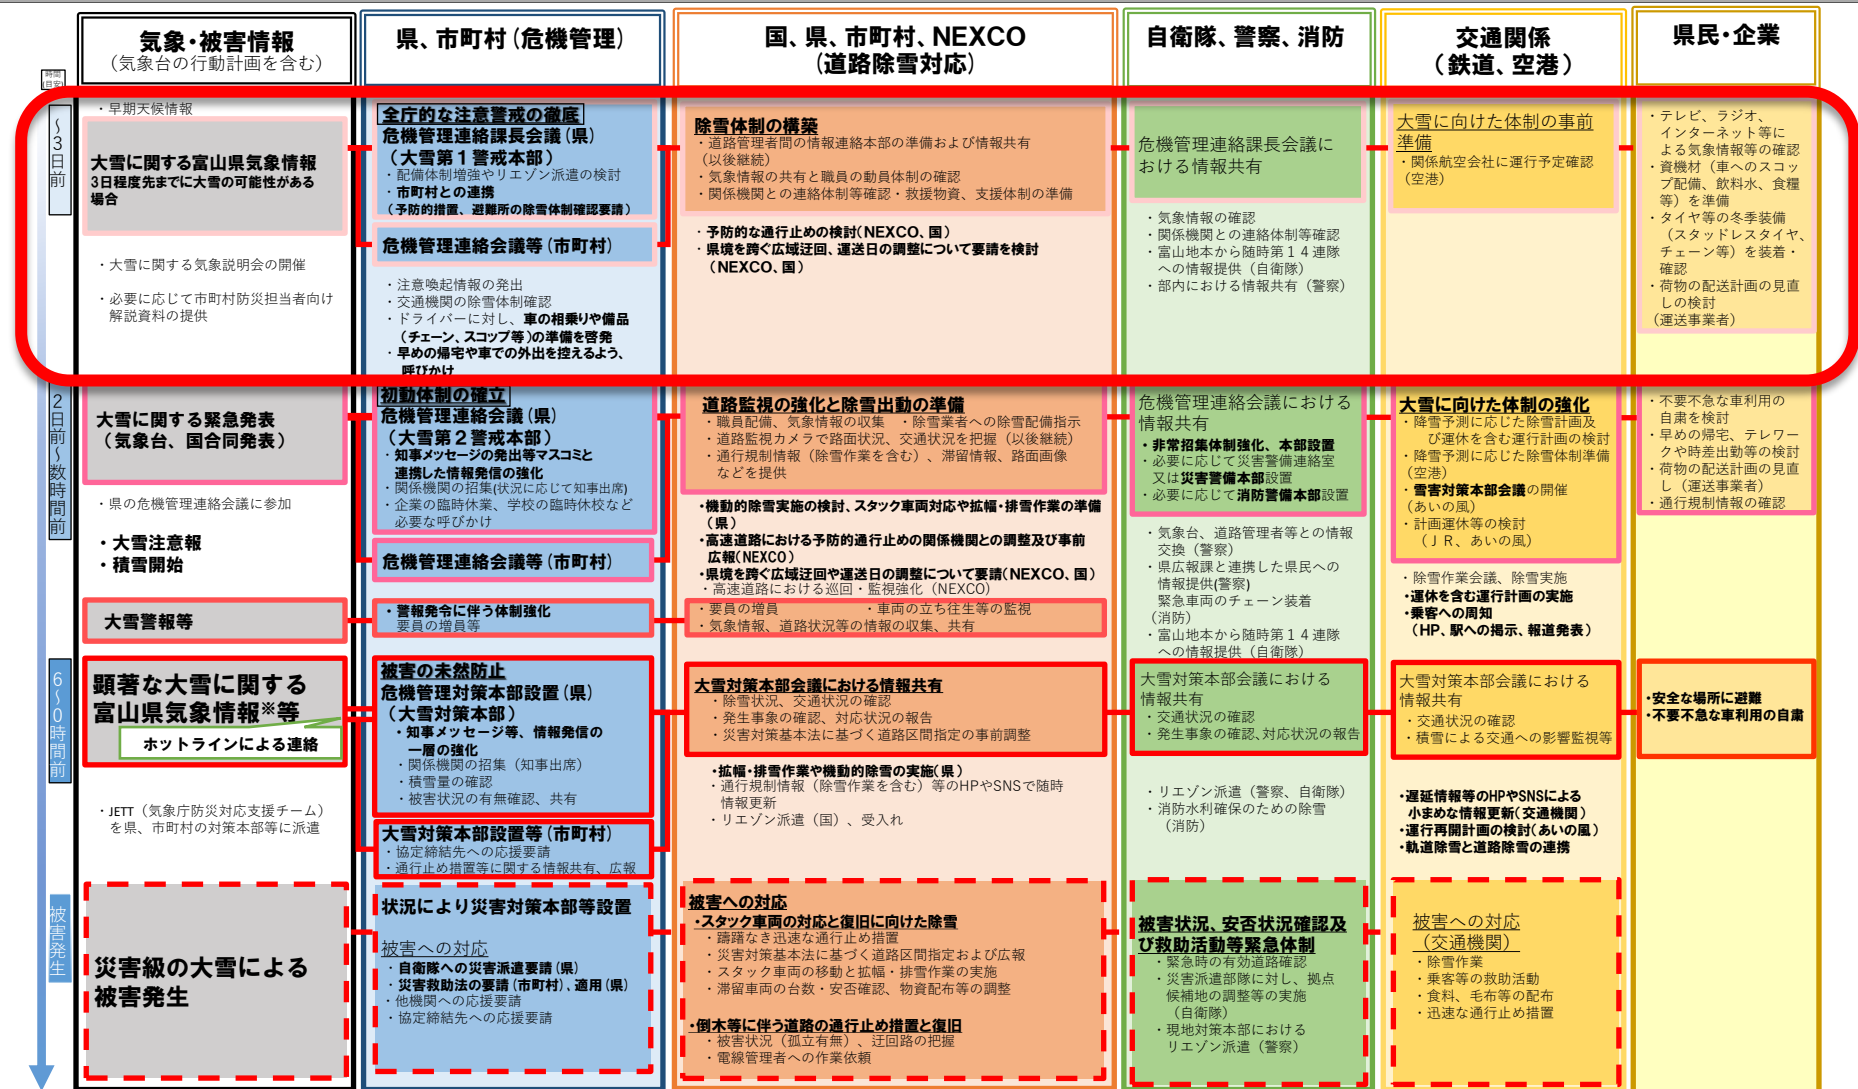 気象・被害情報
(気象台の行動計画を含む)
県、市町村(危機管理)
国、県、市町村、NEXCO
(道路除雪対応)
自衛隊、警察、消防
交通関係
(鉄道、空港)
県民・企業
時間
(目安)
~3日前
・早期天候情報
大雪に関する富山県気象情報
3日程度先までに大雪の可能性がある
場合
・大雪に関する気象説明会の開催
・必要に応じて市町村防災担当者向け
解説資料の提供
全庁的な注意警戒の徹底
危機管理連絡課長会議(県)
(大雪第1警戒本部)
・配備体制増強やリエゾン派遣の検討
・市町村との連携
(予防的措置、避難所の除雪体制確認要請)
危機管理連絡会議等(市町村)
・注意喚起情報の発出
・交通機関の除雪体制確認
・ドライバーに対し、車の相乗りや備品
(チェーン、スコップ等)の準備を啓発
・早めの帰宅や車での外出を控えるよう、
呼びかけ
除雪体制の構築
・道路管理者間の情報連絡本部の準備および情報共有
(以後継続)
・気象情報の共有と職員の動員体制の確認
・関係機関との連絡体制等確認・救援物資、支援体制の準備
・予防的な通行止めの検討(NEXCO、国)
・県境を跨ぐ広域迂回、運送日の調整について要請を検討
(NEXCO、国)
危機管理連絡課長会議に
おける情報共有
・気象情報の確認
・関係機関との連絡体制等確認
・富山地本から随時第14連隊
への情報提供(自衛隊)
・部内における情報共有(警察)
大雪に向けた体制の事前
準備
・関係航空会社に運行予定確認
(空港)
・テレビ、ラジオ、
インターネット等に
よる気象情報等の確認
・資機材(車へのスコッ
プ配備、飲料水、食糧
等)を準備
・タイヤ等の冬季装備
(スタッドレスタイヤ、
チェーン等)を装着・
確認
・荷物の配送計画の見直
しの検討
(運送事業者)
2日前~数時間前
大雪に関する緊急発表
(気象台、国合同発表)
・県の危機管理連絡会議に参加
・大雪注意報
・積雪開始
大雪警報等
初動体制の確立
危機管理連絡会議(県)
(大雪第2警戒本部)
・知事メッセージの発出等マスコミと
連携した情報発信の強化
・関係機関の招集(状況に応じて知事出席)
・企業の臨時休業、学校の臨時休校など
必要な呼びかけ
危機管理連絡会議等(市町村)
・警報発令に伴う体制強化
要員の増員等
道路監視の強化と除雪出動の準備
・職員配備、気象情報の収集 ・除雪業者への除雪配備指示
・道路監視カメラで路面状況、交通状況を把握(以後継続)
・通行規制情報(除雪作業を含む)、滞留情報、路面画像
などを提供
・機動的除雪実施の検討、スタック車両対応や拡幅・排雪作業の準備
(県)
・高速道路における予防的通行止めの関係機関との調整及び事前
広報(NEXCO)
・県境を跨ぐ広域迂回や運送日の調整について要請(NEXCO、国)
・高速道路における巡回・監視強化(NEXCO)
・要員の増員 ・車両の立ち往生等の監視
・気象情報、道路状況等の情報の収集、共有
危機管理連絡会議における
情報共有
・非常招集体制強化、本部設置
・必要に応じて災害警備連絡室
又は災害警備本部設置
・必要に応じて消防警備本部設置
・気象台、道路管理者等との情報
交換(警察)
・県広報課と連携した県民への
情報提供(警察)
緊急車両のチェーン装着
(消防)
・富山地本から随時第14連隊
への情報提供(自衛隊)
大雪に向けた体制の強化
・降雪予測に応じた除雪計画及
び運休を含む運行計画の検討
・降雪予測に応じた除雪体制準備
(空港)
・雪害対策本部会議の開催
(あいの風)
・計画運休等の検討
(JR、あいの風)
・除雪作業会議、除雪実施
・運休を含む運行計画の実施
・乗客への周知
(HP、駅への掲示、報道発表)
・不要不急な車利用の
自粛を検討
・早めの帰宅、テレワー
クや時差出勤等の検討
・荷物の配送計画の見直
し(運送事業者)
・通行規制情報の確認
6~0時間前
顕著な大雪に関する
富山県気象情報※等
ホットラインによる連絡
・JETT(気象庁防災対応支援チーム)
を県、市町村の対策本部等に派遣
被害の未然防止
危機管理対策本部設置(県)
(大雪対策本部)
・知事メッセージ等、情報発信の
一層の強化
・関係機関の招集(知事出席)
・積雪量の確認
・被害状況の有無確認、共有
大雪対策本部設置等(市町村)
・協定締結先への応援要請
・通行止め措置等に関する情報共有、広報
大雪対策本部会議における情報共有
・除雪状況、交通状況の確認
・発生事象の確認、対応状況の報告
・災害対策基本法に基づく道路区間指定の事前調整
・拡幅・排雪作業や機動的除雪の実施(県)
・通行規制情報(除雪作業を含む)等のHPやSNSで随時
情報更新
・リエゾン派遣(国)、受入れ
大雪対策本部会議における
情報共有
・交通状況の確認
・発生事象の確認、対応状況の報告
・リエゾン派遣(警察、自衛隊)
・消防水利確保のための除雪
(消防)
大雪対策本部会議における
情報共有
・交通状況の確認
・積雪による交通への影響監視等
・遅延情報等のHPやSNSによる
小まめな情報更新(交通機関)
・運行再開計画の検討(あいの風)
・軌道除雪と道路除雪の連携
・安全な場所に避難
・不要不急な車利用の自粛
被害発生
災害級の大雪による
被害発生
状況により災害対策本部等設置
被害への対応
・自衛隊への災害派遣要請(県)
・災害救助法の要請(市町村)、適用(県)
・他機関への応援要請
・協定締結先への応援要請
被害への対応
・スタック車両の対応と復旧に向けた除雪
・躊躇なき迅速な通行止め措置
・災害対策基本法に基づく道路区間指定および広報
・スタック車両の移動と拡幅・排雪作業の実施
・滞留車両の台数・安否確認、物資配布等の調整
・倒木等に伴う道路の通行止め措置と復旧
・被害状況(孤立有無)、迂回路の把握
・電線管理者への作業依頼
被害状況、安否状況確認及
び救助活動等緊急体制
・緊急時の有効道路確認
・災害派遣部隊に対し、拠点
候補地の調整等の実施
(自衛隊)
・現地対策本部における
リエゾン派遣(警察)
被害への対応
(交通機関)
・除雪作業
・乗客等の救助活動
・食料、毛布等の配布
・迅速な通行止め措置